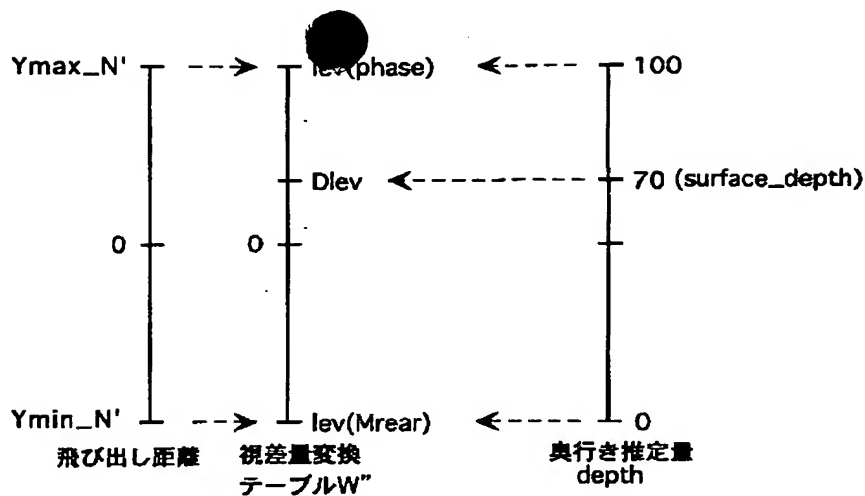 Ymax_N'
lev(phase)
100
Dlev
70 (surface_depth)
0
0
Ymin_N'
lev(Mrear)
0
飛び出し距離
視差量変換
テーブルW"
奥行き推定量
depth